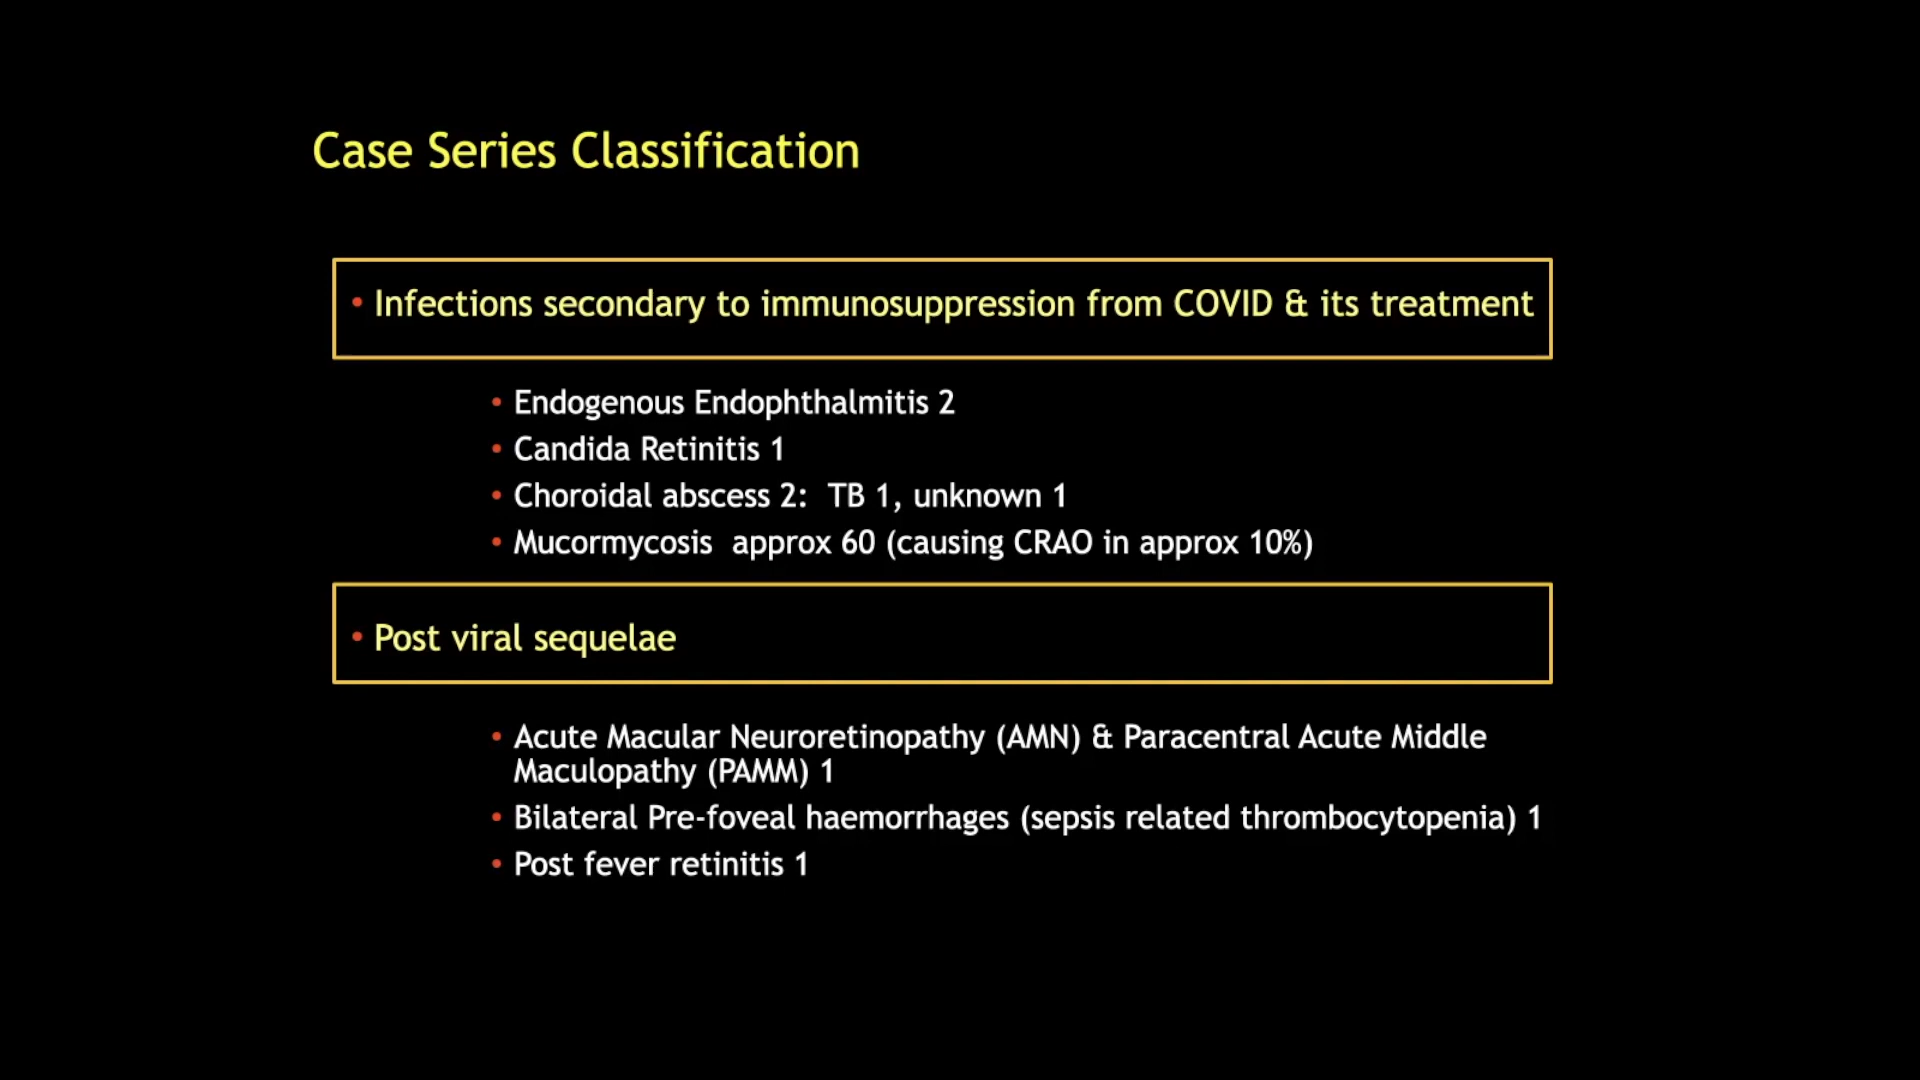 Case Series Classification
• Infections secondary to immunosuppression from COVID & its treatment
• Endogenous Endophthalmitis 2
• Candida Retinitis 1
• Choroidal abscess 2: TB 1, unknown 1
• Mucormycosis approx 60 (causing CRAO in approx 10%)
• Post viral sequelae
• Acute Macular Neuroretinopathy (AMN) & Paracentral Acute Middle
Maculopathy (PAMM) 1
• Bilateral Pre-foveal haemorrhages (sepsis related thrombocytopenia) 1
• Post fever retinitis 1